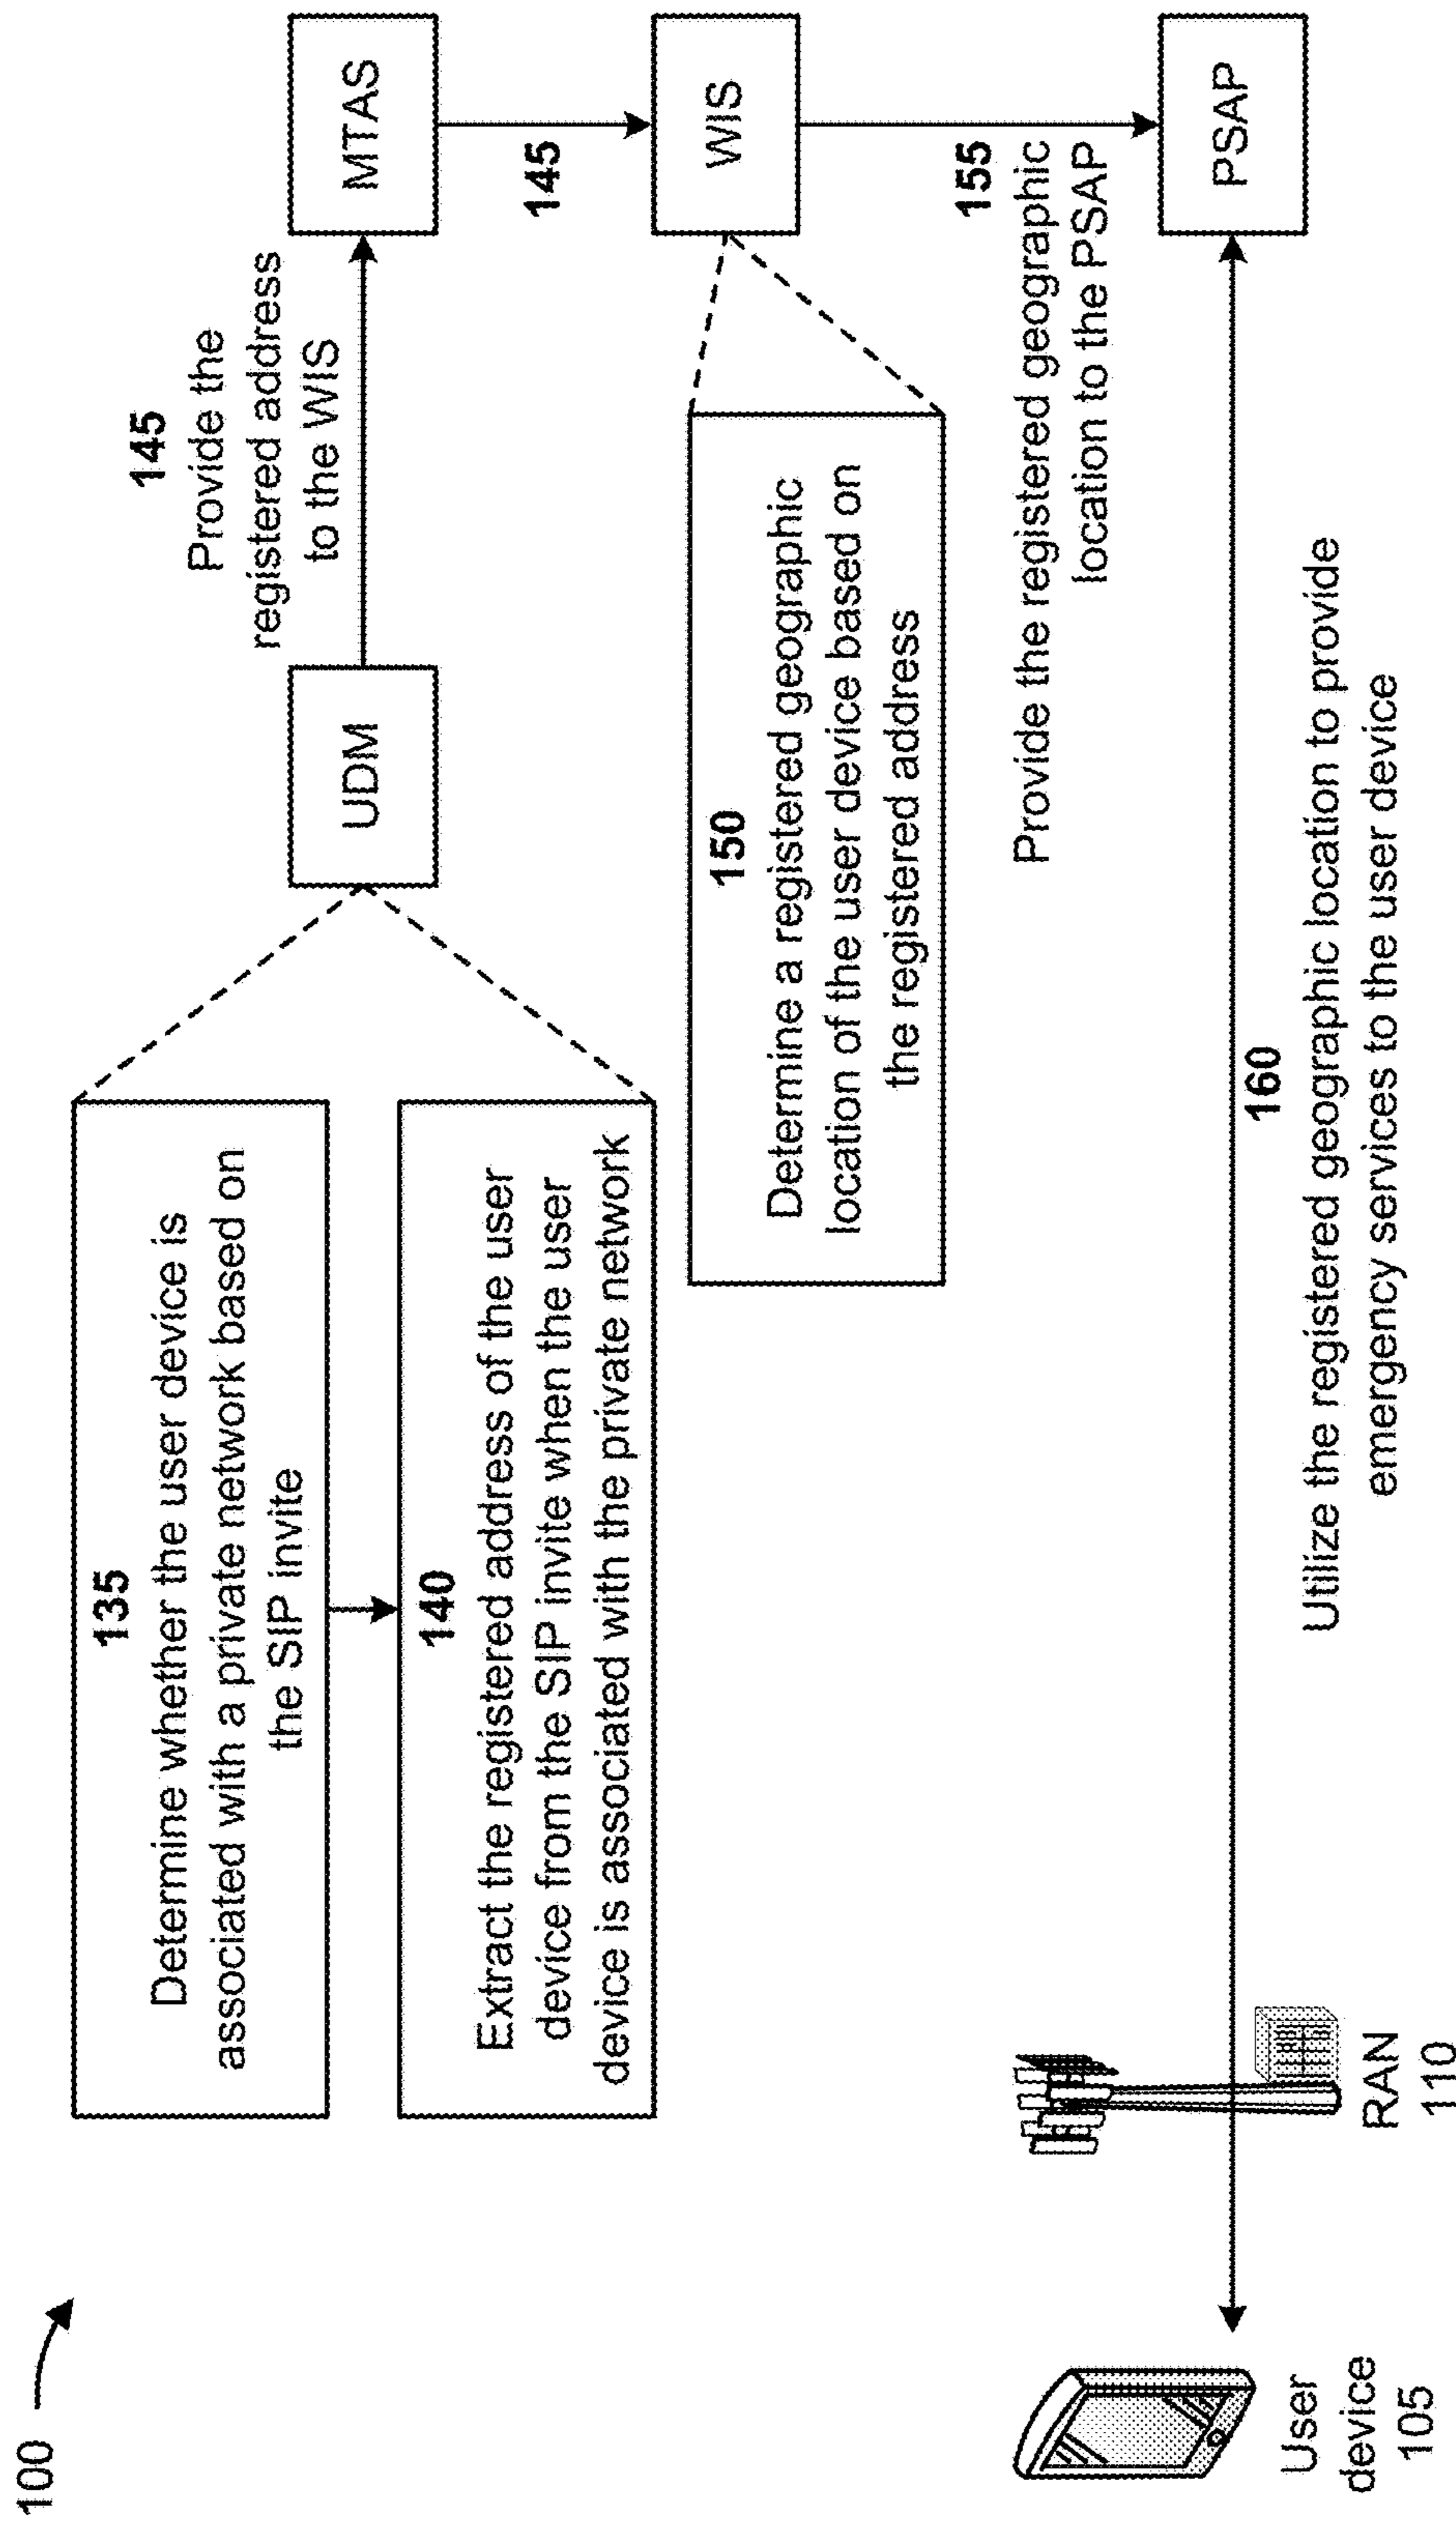 100
135
Determine whether the user device is
associated with a private network based on
the SIP invite
140
Extract the registered address of the user
device from the SIP invite when the user
device is associated with the private network
UDM
145
Provide the
registered address
to the WIS
MTAS
145
WIS
150
Determine a registered geographic
location of the user device based on
the registered address
155
Provide the registered geographic
location to the PSAP
PSAP
160
Utilize the registered geographic location to provide
emergency services to the user device
User
device
105
RAN
110